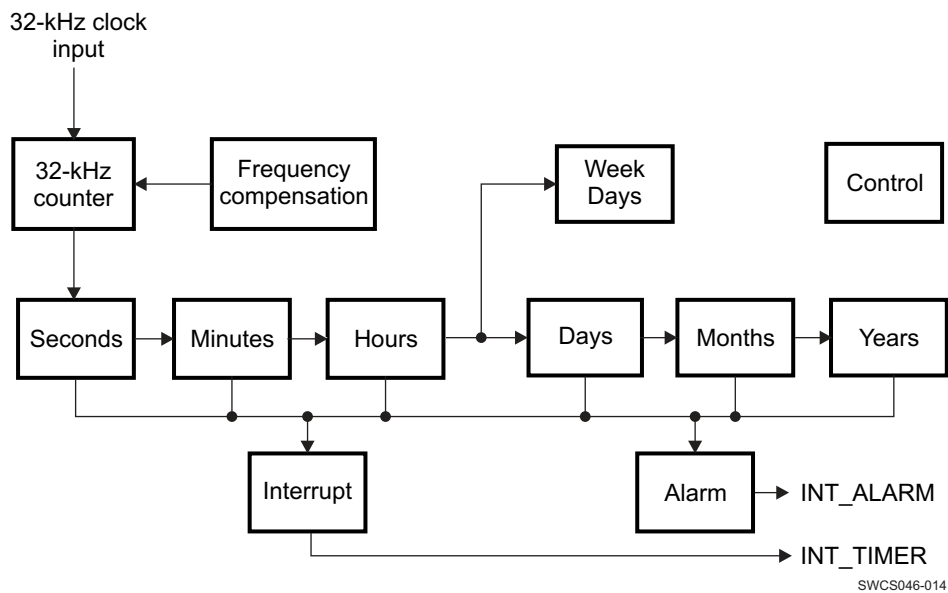 32-kHz clock
input
32-kHz
counter
Frequency
compensation
Week
Days
Control
Seconds
Minutes
Hours
Days
Months
Years
Interrupt
Alarm
INT_ALARM
INT_TIMER
SWCS046-014